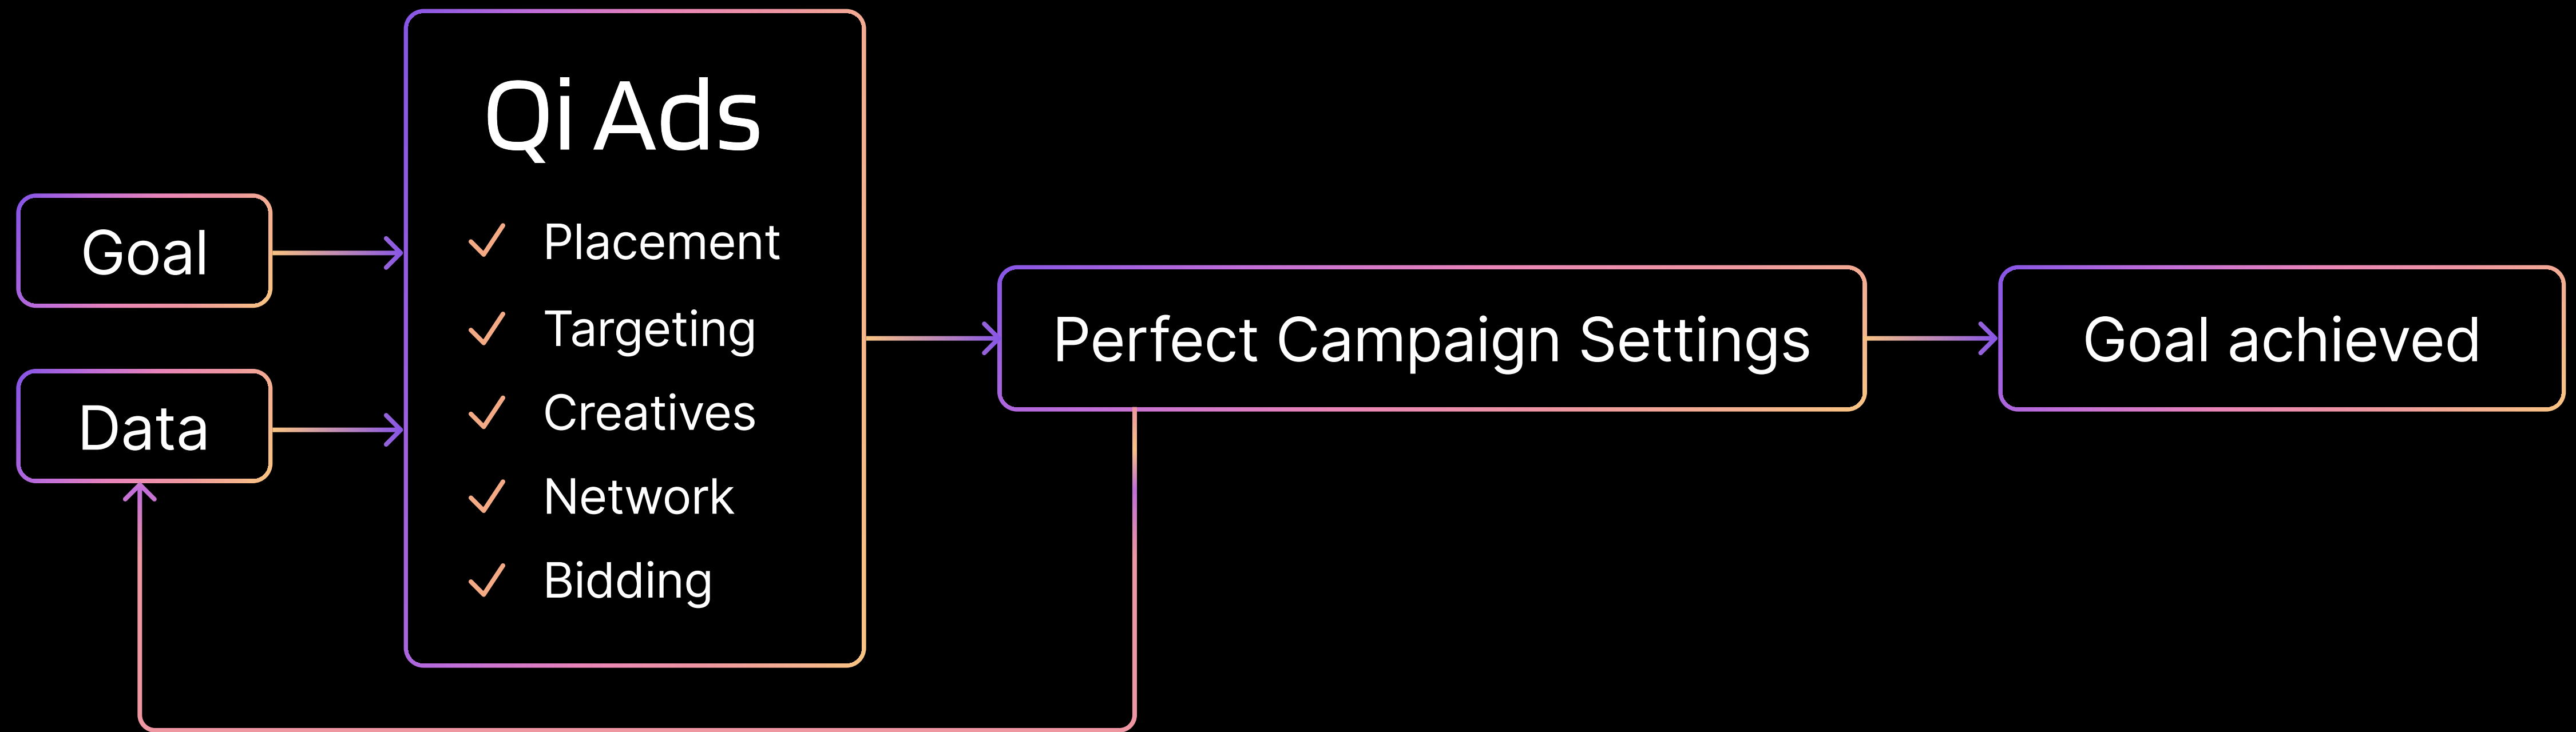 Goal
Data
Qi Ads
Placement
Targeting
Creatives
Network
Bidding
Perfect Campaign Settings
Goal achieved